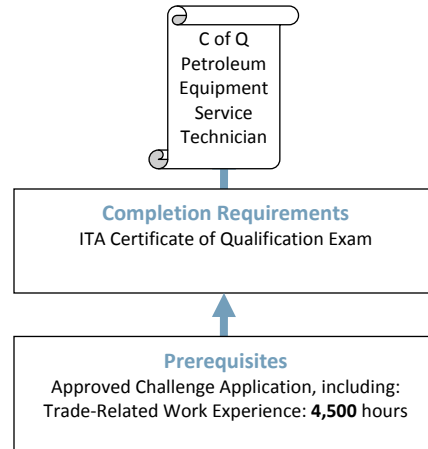 C of Q
Petroleum
Equipment
Service
Technician
Completion Requirements
ITA Certificate of Qualification Exam
Prerequisites
Approved Challenge Application, including:
Trade-Related Work Experience: 4,500 hours